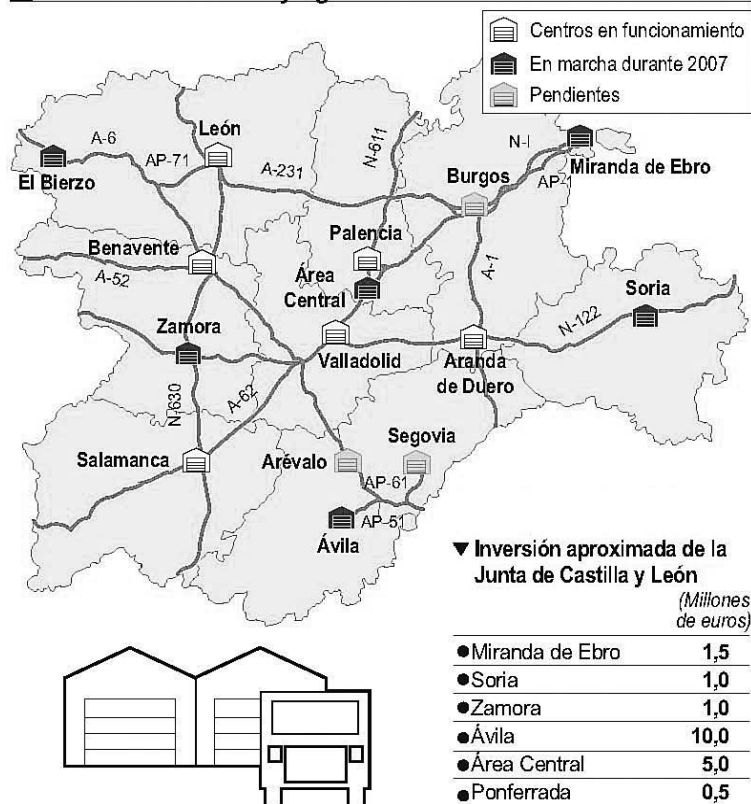 Centros en funcionamiento
En marcha durante 2007
Pendientes
León
A-6
AP-71
El Bierzo
A-231
N-611
N-I
Miranda de Ebro
AP-1
Burgos
Benavente
A-52
Palencia
Área
Central
A-1
Soria
N-122
Zamora
Valladolid
Aranda
de Duero
N-630
A-62
Salamanca
Arévalo
Segovia
AP-61
AP-51
Ávila
▼ Inversión aproximada de la
Junta de Castilla y León
(Millones
de euros)
●Miranda de Ebro 1,5
●Soria 1,0
●Zamora 1,0
●Ávila 10,0
●Área Central 5,0
●Ponferrada 0,5